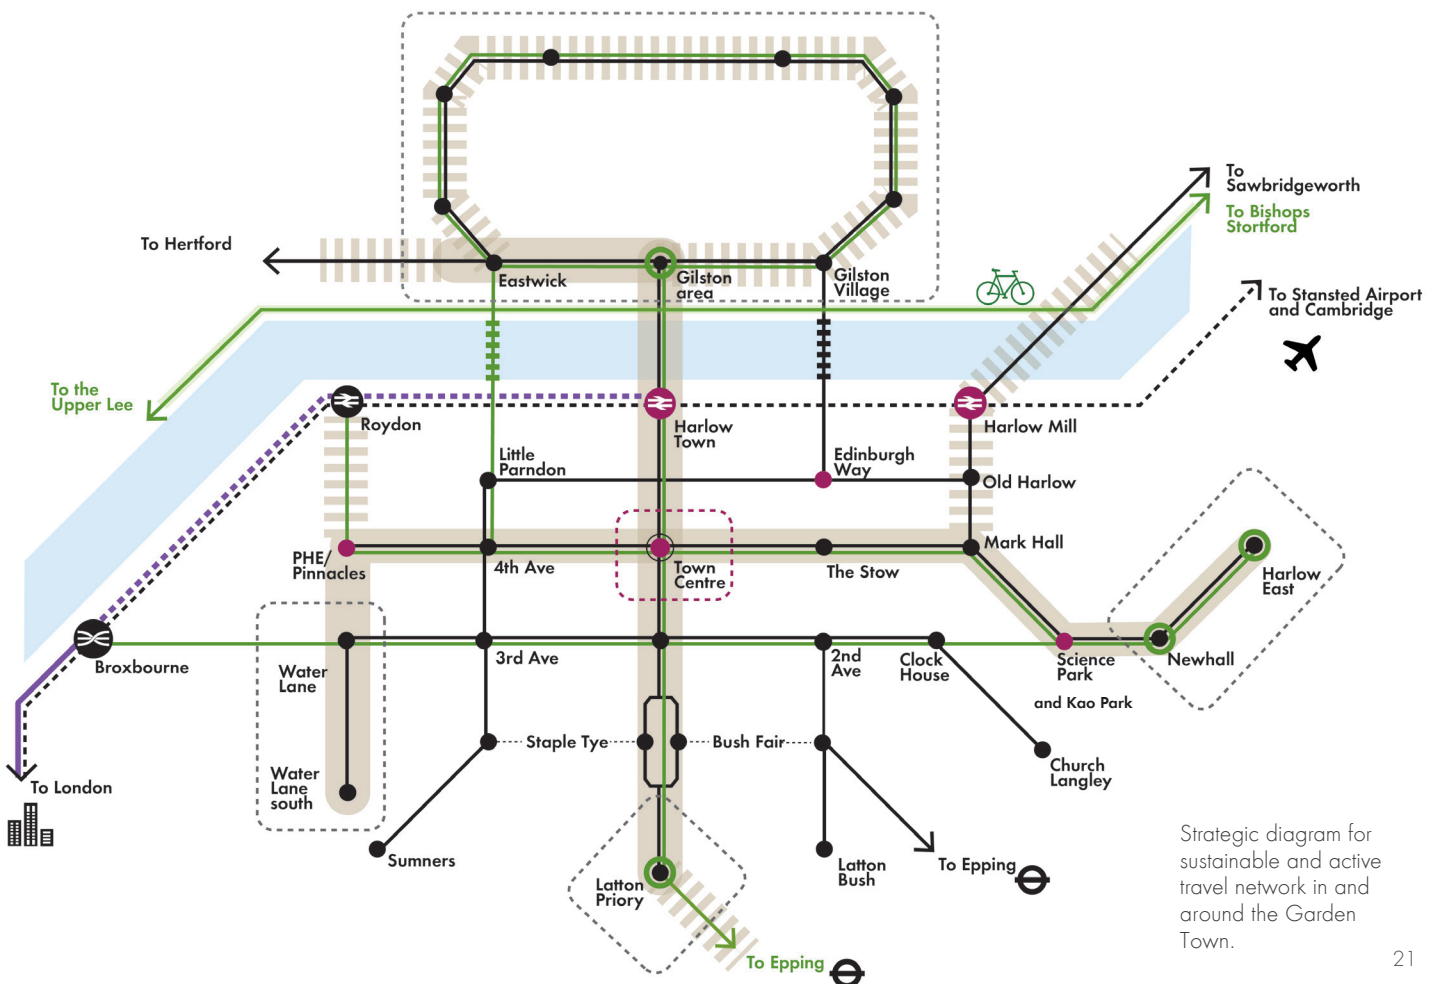 To
Sawbridgeworth
To Bishops
Stortford
To Hertford
Eastwick
Gilston
area
Gilston
Village
To Stansted Airport
and Cambridge
To the
Upper Lee
Roydon
Harlow
Town
Harlow Mill
Little
Parndon
Edinburgh
Way
Old Harlow
PHE/
Pinnacles
4th Ave
Town
Centre
The Stow
Mark Hall
Harlow
East
Broxbourne
Water
Lane
3rd Ave
2nd
Ave
Clock
House
Science
Park
and Kao Park
Newhall
To London
Water
Lane
south
Staple Tye
Bush Fair
Church
Langley
Sumners
Latton
Priory
Latton
Bush
To Epping
To Epping
Strategic diagram for
sustainable and active
travel network in and
around the Garden
Town.
21